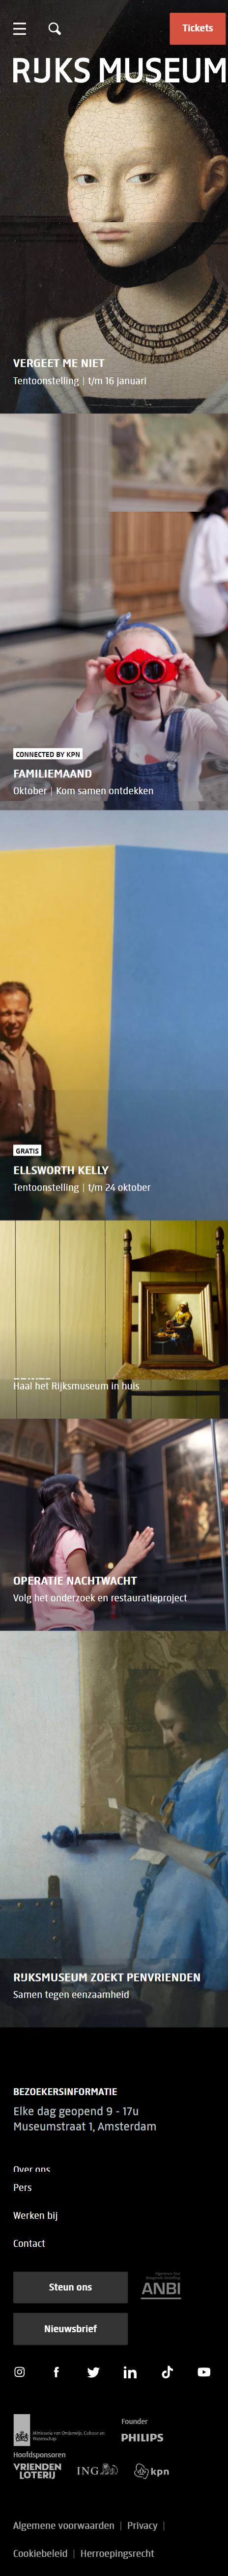 Tickets
RIJKS MUSEUM
VERGEET ME NIET
Tentoonstelling | t/m 16 januari
CONNECTED BY KPN
FAMILIEMAAND
Oktober | Kom samen ontdekken
GRATIS
ELLSWORTH KELLY
Tentoonstelling | t/m 24 oktober
Haal het Rijksmuseum in huis
OPERATIE NACHTWACHT
Volg het onderzoek en restauratieproject
RIJKSMUSEUM ZOEKT PENVRIENDEN
Samen tegen eenzaamheid
BEZOEKERSINFORMATIE
Elke dag geopend 9 - 17u
Museumstraat 1, Amsterdam
Over ons
Pers
Werken bij
Contact
Steun ons
ANBI
Nieuwsbrief
Ministerie van Onderwijs, Cultuur en
Wetenschap
Founder
PHILIPS
Hoofdsponsoren
VRIENDEN
LOTERIJ
ING
kpn
Algemene voorwaarden | Privacy |
Cookiebeleid | Herroepingsrecht